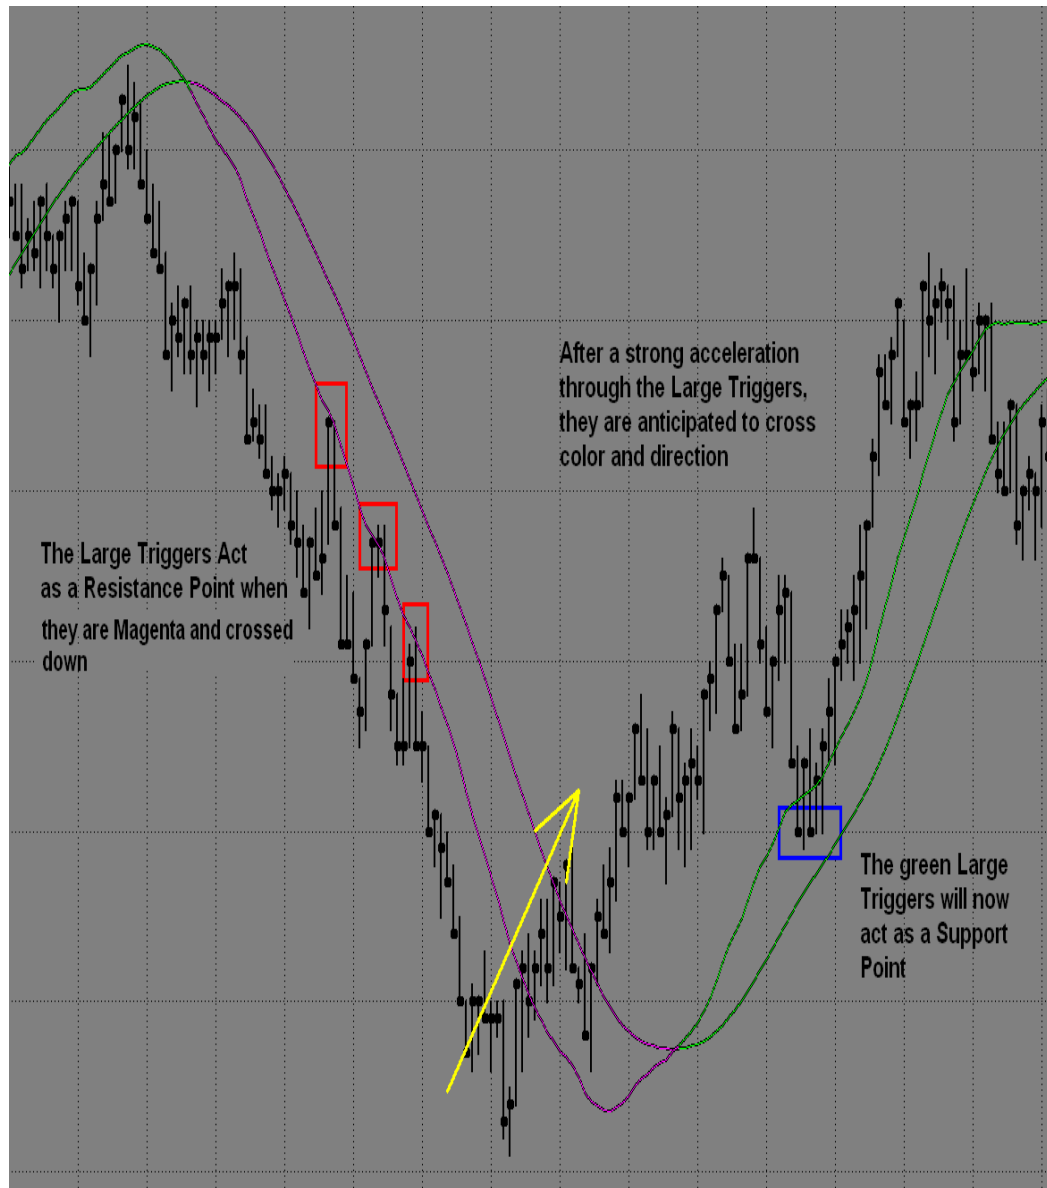 After a strong acceleration
through the Large Triggers,
they are anticipated to cross
color and direction
The Large Triggers Act
as a Resistance Point when
they are Magenta and crossed
down
The green Large
Triggers will now
act as a Support
Point